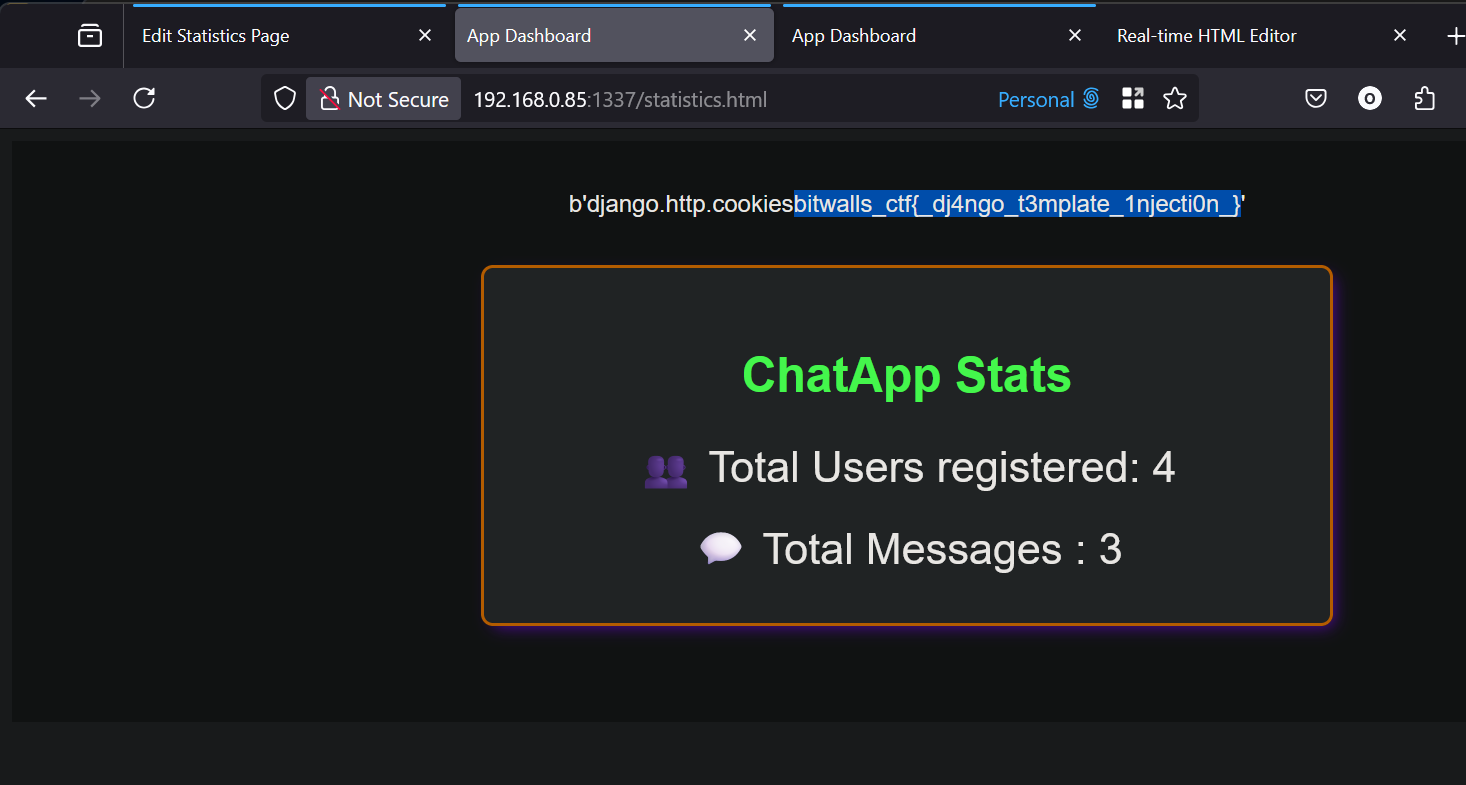 Edit Statistics Page
App Dashboard
App Dashboard
Real-time HTML Editor
Not Secure
192.168.0.85:1337/statistics.html
Personal
b'django.http.cookiesbitwalls_ctf{_dj4ngo_t3mplate_1njecti0n_}'
ChatApp Stats
👥 Total Users registered: 4
💬 Total Messages : 3